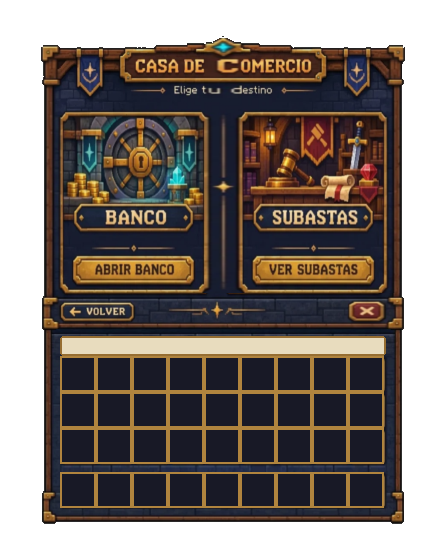 CASA DE COMERCIO
Elige tu destino
BANCO
SUBASTAS
ABRIR BANCO
VER SUBASTAS
← VOLVER